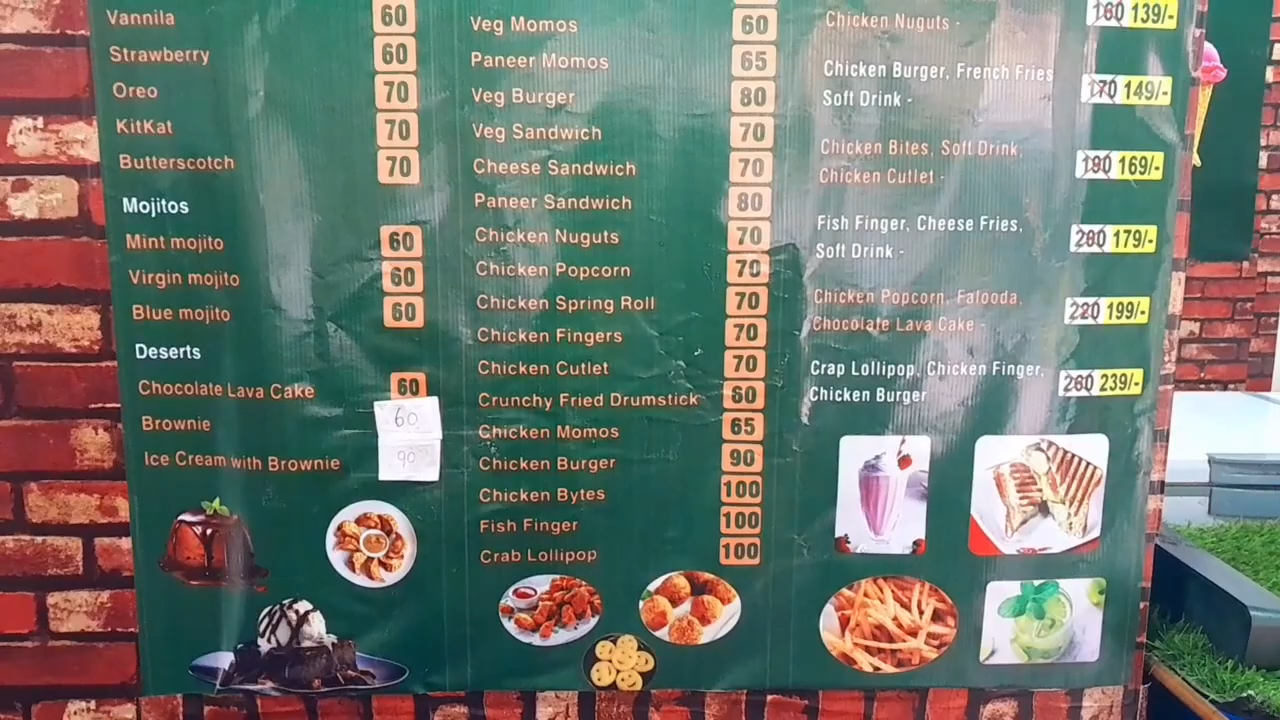 Vannila 60
Strawberry 60
Oreo 70
KitKat 70
Butterscotch 70
Mojitos
Mint mojito 60
Virgin mojito 60
Blue mojito 60
Deserts
Chocolate Lava Cake 60
Brownie 60
Ice Cream with Brownie 90
Veg Momos 60
Paneer Momos 65
Veg Burger 80
Veg Sandwich 70
Cheese Sandwich 70
Paneer Sandwich 80
Chicken Nuguts 70
Chicken Popcorn 70
Chicken Spring Roll 70
Chicken Fingers 70
Chicken Cutlet 70
Crunchy Fried Drumstick 60
Chicken Momos 65
Chicken Burger 90
Chicken Bytes 100
Fish Finger 100
Crab Lollipop 100
Chicken Nuguts - 160 139/-
Chicken Burger, French Fries
Soft Drink - 170 149/-
Chicken Bites, Soft Drink,
Chicken Cutlet - 190 169/-
Fish Finger, Cheese Fries,
Soft Drink - 200 179/-
Chicken Popcorn, Falooda,
Chocolate Lava Cake - 220 199/-
Crap Lollipop, Chicken Finger,
Chicken Burger 260 239/-